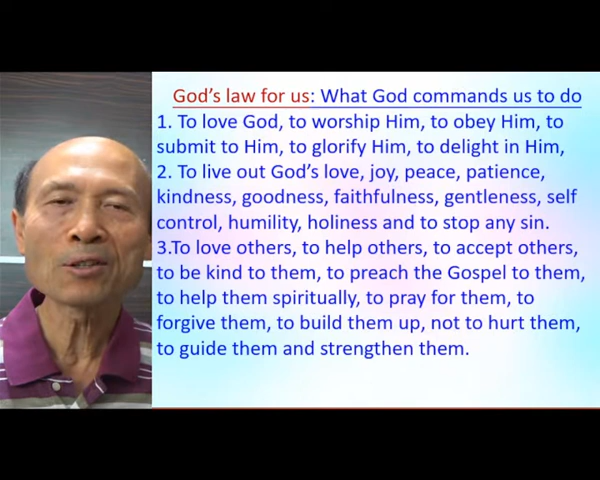 God's law for us: What God commands us to do
1. To love God, to worship Him, to obey Him, to
submit to Him, to glorify Him, to delight in Him,
2. To live out God's love, joy, peace, patience,
kindness, goodness, faithfulness, gentleness, self
control, humility, holiness and to stop any sin.
3.To love others, to help others, to accept others,
to be kind to them, to preach the Gospel to them,
to help them spiritually, to pray for them, to
forgive them, to build them up, not to hurt them,
to guide them and strengthen them.